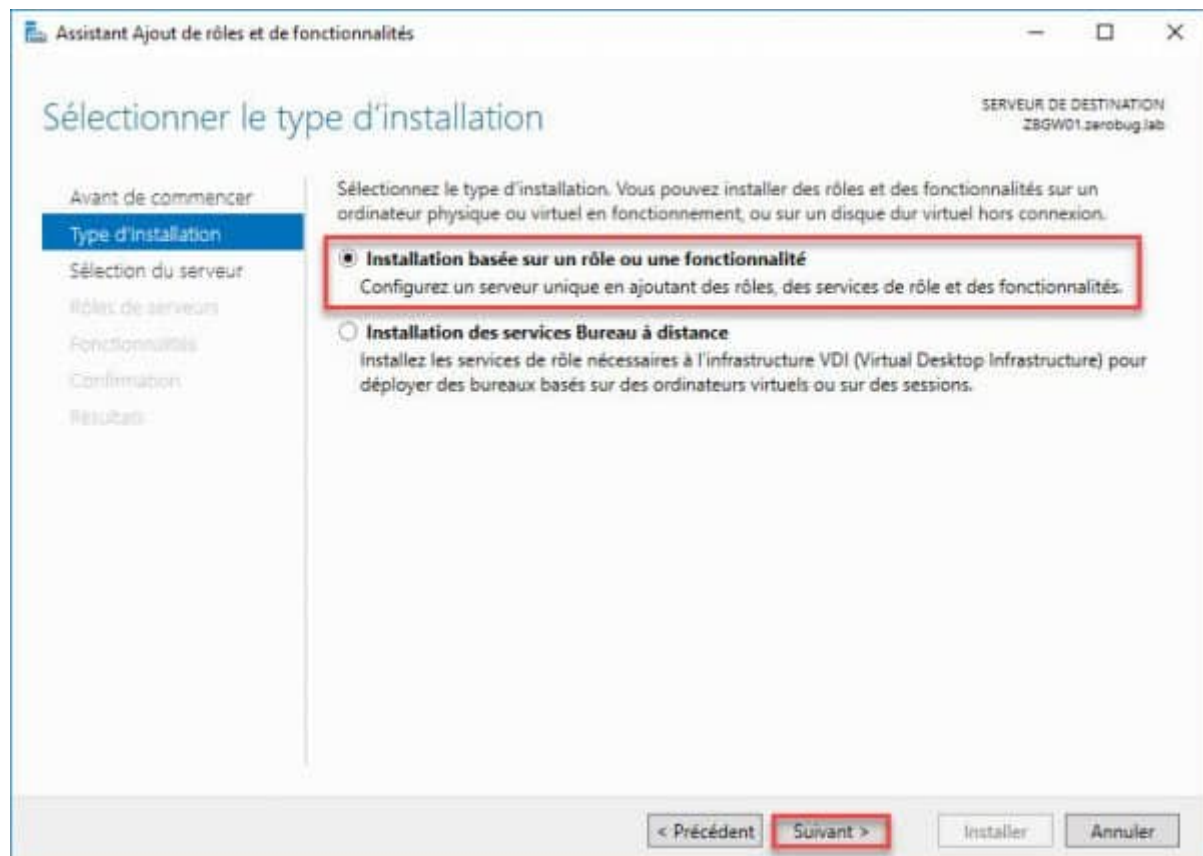 Assistant Ajout de rôles et de fonctionnalités
Sélectionner le type d'installation
SERVEUR DE DESTINATION
ZBGW01.zerobug.lab
Avant de commencer
Type d'installation
Sélection du serveur
Rôles de serveurs
Fonctionnalités
Confirmation
Résultats
Sélectionnez le type d'installation. Vous pouvez installer des rôles et des fonctionnalités sur un
ordinateur physique ou virtuel en fonctionnement, ou sur un disque dur virtuel hors connexion.
Installation basée sur un rôle ou une fonctionnalité
Configurez un serveur unique en ajoutant des rôles, des services de rôle et des fonctionnalités.
Installation des services Bureau à distance
Installez les services de rôle nécessaires à l'infrastructure VDI (Virtual Desktop Infrastructure) pour
déployer des bureaux basés sur des ordinateurs virtuels ou sur des sessions.
< Précédent
Suivant >
Installer
Annuler